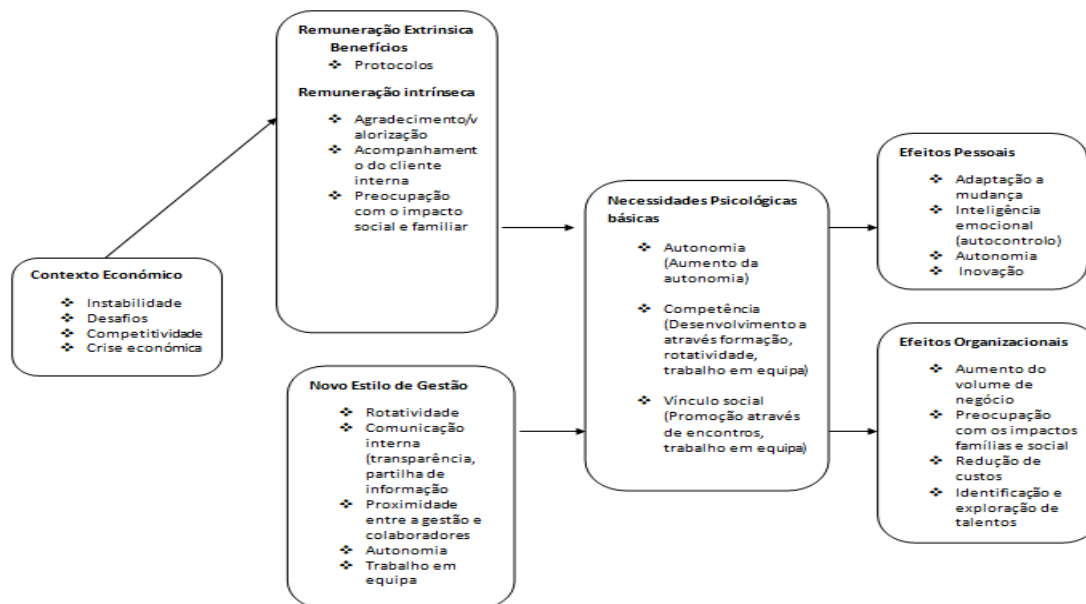 Contexto Económico
❖ Instabilidade
❖ Desafios
❖ Competitividade
❖ Crise económica
Remuneração Extrinsica
Benefícios
❖ Protocolos
Remuneração intrínseca
❖ Agradecimento/v
alorização
❖ Acompanhament
o do cliente
interna
❖ Preocupação
com o impacto
social e familiar
Novo Estilo de Gestão
❖ Rotatividade
❖ Comunicação
interna
(transparência,
partilha de
informação
❖ Proximidade
entre a gestão e
colaboradores
❖ Autonomia
❖ Trabalho em
equipa
Necessidades Psicológicas
básicas
❖ Autonomia
(Aumento da
autonomia)
❖ Competência
(Desenvolvimento a
através formação,
rotatividade,
trabalho em equipa)
❖ Vínculo social
(Promoção através
de encontros,
trabalho em equipa)
Efeitos Pessoais
❖ Adaptação a
mudança
❖ Inteligência
emocional
(autocontrolo)
❖ Autonomia
❖ Inovação
Efeitos Organizacionais
❖ Aumento do
volume de
negócio
❖ Preocupação
com os impactos
famílias e social
❖ Redução de
custos
❖ Identificação e
exploração de
talentos